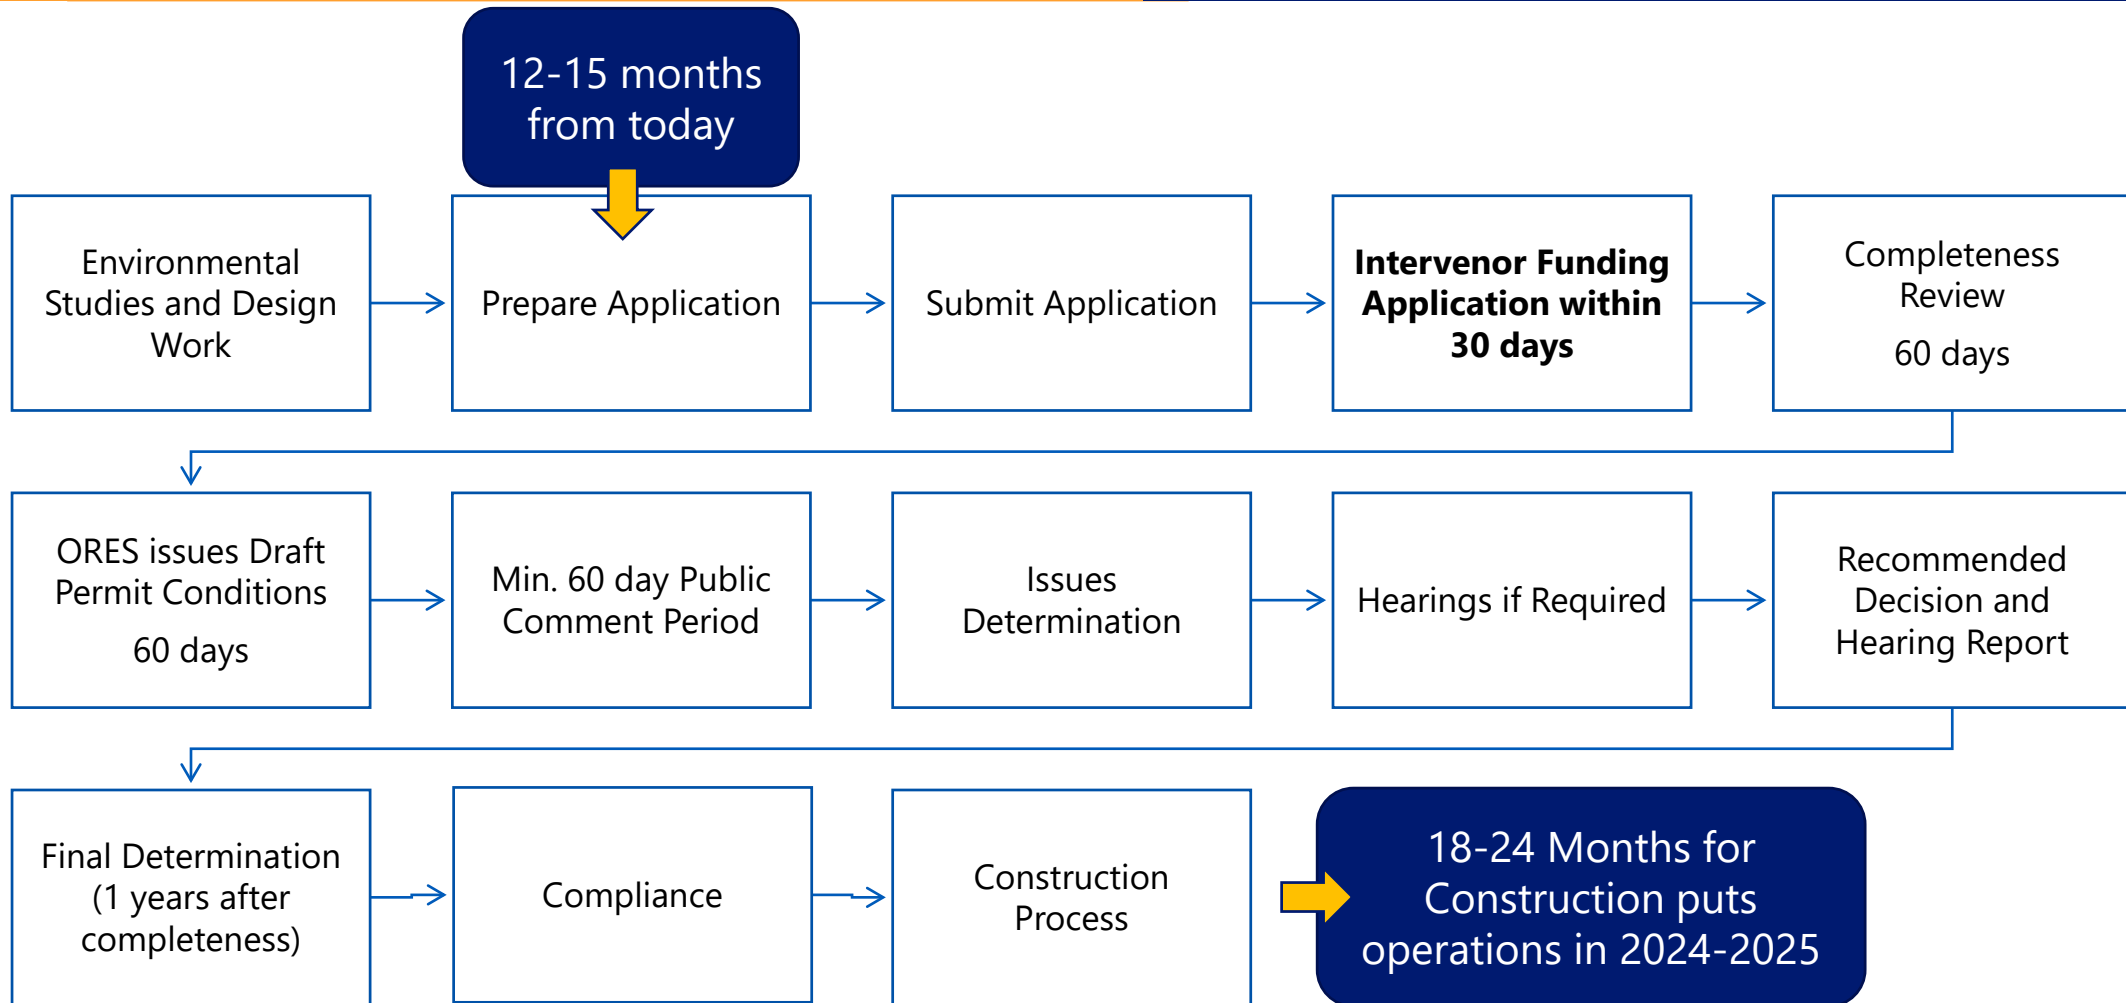 12-15 months
from today
Environmental
Studies and Design
Work
Prepare Application
Submit Application
Intervenor Funding
Application within
30 days
Completeness
Review
60 days
ORES issues Draft
Permit Conditions
60 days
Min. 60 day Public
Comment Period
Issues
Determination
Hearings if Required
Recommended
Decision and
Hearing Report
Final Determination
(1 years after
completeness)
Compliance
Construction
Process
18-24 Months for
Construction puts
operations in 2024-2025